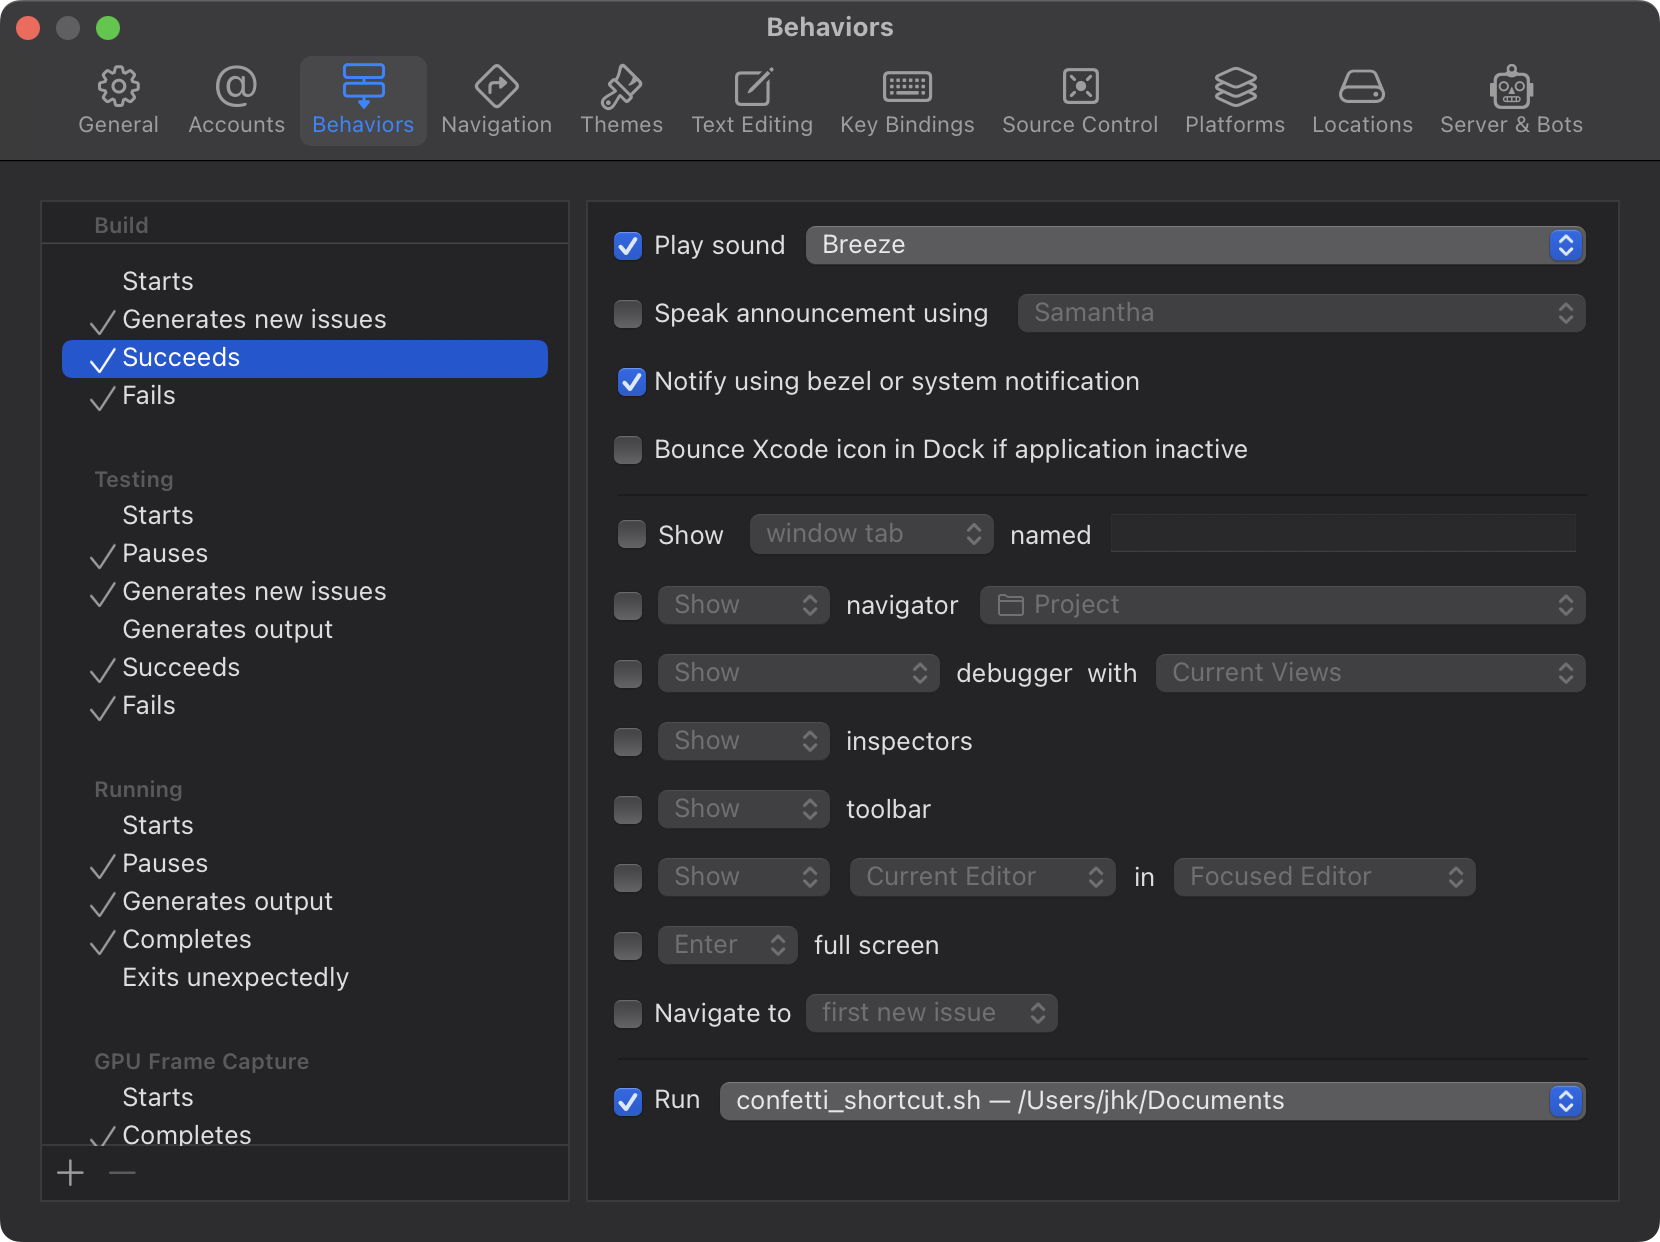 Behaviors
General Accounts Behaviors Navigation Themes Text Editing Key Bindings Source Control Platforms Locations Server & Bots
Build
Starts
Generates new issues
Succeeds
Fails
Testing
Starts
Pauses
Generates new issues
Generates output
Succeeds
Fails
Running
Starts
Pauses
Generates output
Completes
Exits unexpectedly
GPU Frame Capture
Starts
Completes
Play sound Breeze
Speak announcement using Samantha
Notify using bezel or system notification
Bounce Xcode icon in Dock if application inactive
Show window tab named
Show navigator Project
Show debugger with Current Views
Show inspectors
Show toolbar
Show Current Editor in Focused Editor
Enter full screen
Navigate to first new issue
Run confetti_shortcut.sh — /Users/jhk/Documents